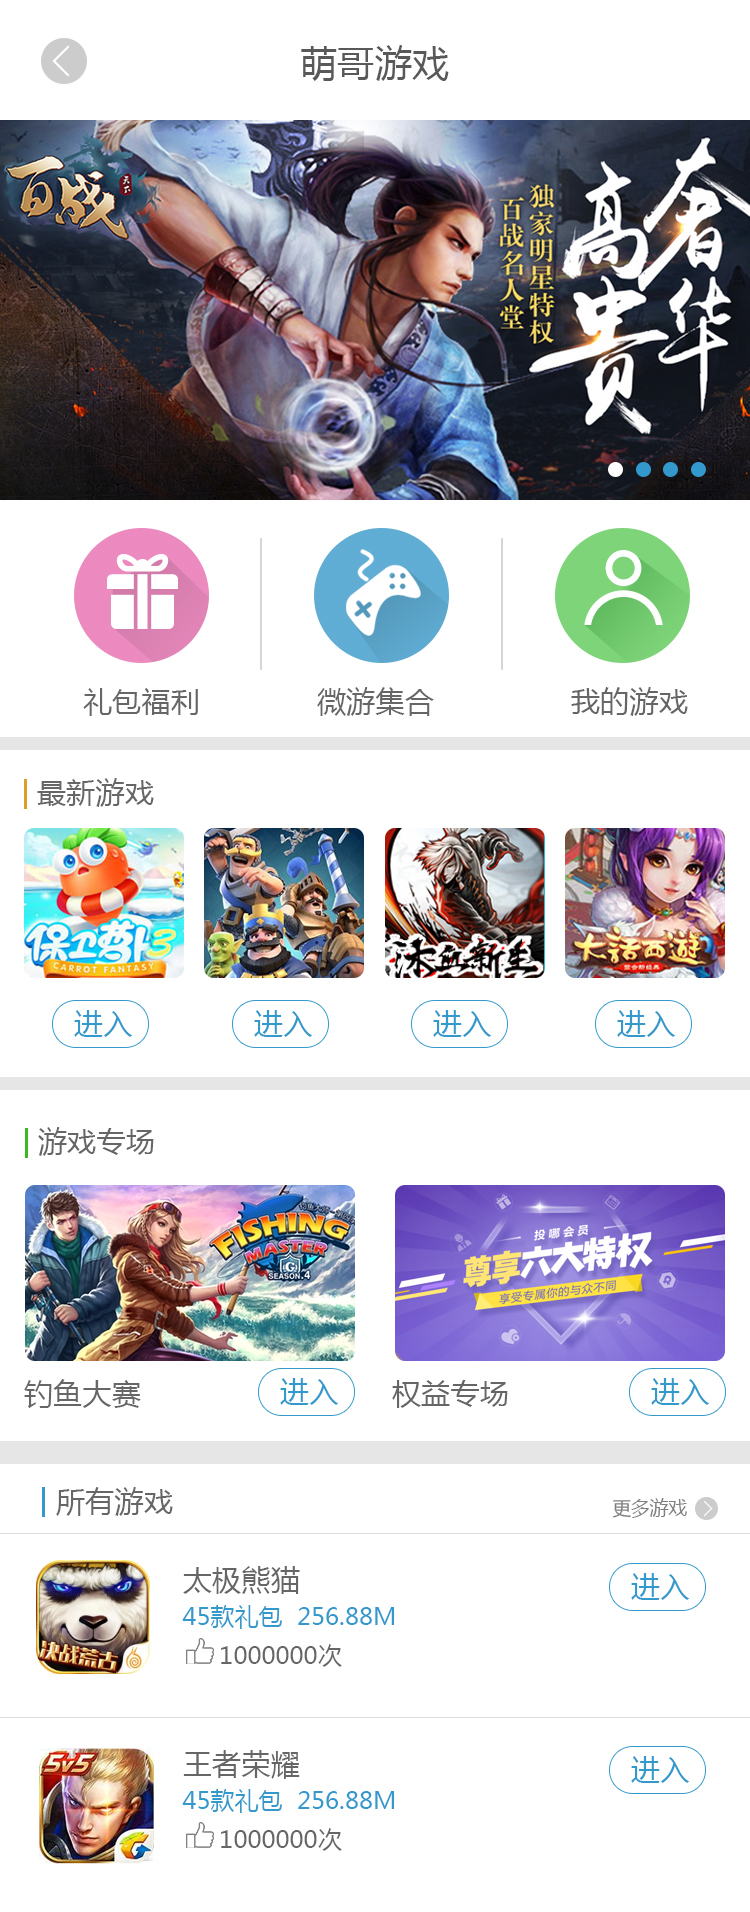 萌哥游戏
百战
天下
奢华
高贵
独家明星特权
百战名人堂
礼包福利
微游集合
我的游戏
最新游戏
保卫萝卜3
CARROT FANTASY
沐血新生
大话西遊
进入
进入
进入
进入
游戏专场
FISHING
MASTER
SEASON.4
投哪会员
尊享六大特权
享受专属你的与众不同
钓鱼大赛
进入
权益专场
进入
所有游戏
更多游戏
决战荒古
太极熊猫
45款礼包 256.88M
1000000次
进入
5v5
王者荣耀
45款礼包 256.88M
1000000次
进入